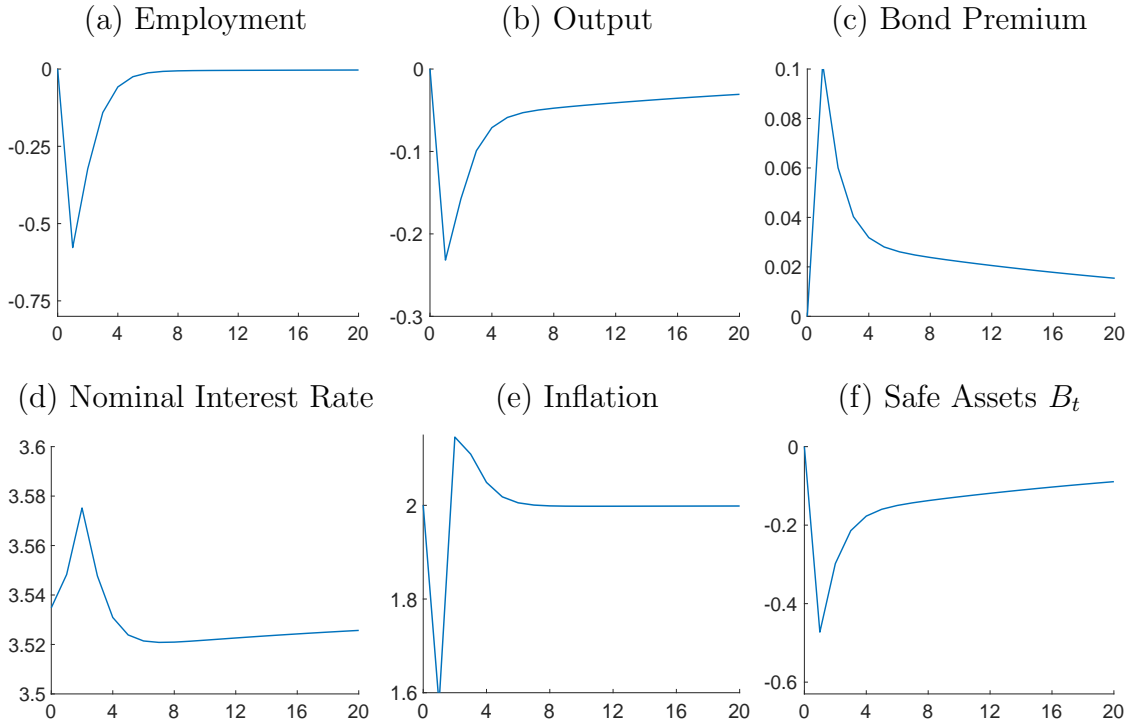 (a) Employment
(b) Output
(c) Bond Premium
0
-0.25
-0.5
-0.75
0 4 8 12 16 20
0
-0.1
-0.2
-0.3
0 4 8 12 16 20
0.1
0.08
0.06
0.04
0.02
0
0 4 8 12 16 20
(d) Nominal Interest Rate
(e) Inflation
(f) Safe Assets Bₜ
3.6
3.58
3.56
3.54
3.52
3.5
0 4 8 12 16 20
2
1.8
1.6
0 4 8 12 16 20
0
-0.2
-0.4
-0.6
0 4 8 12 16 20